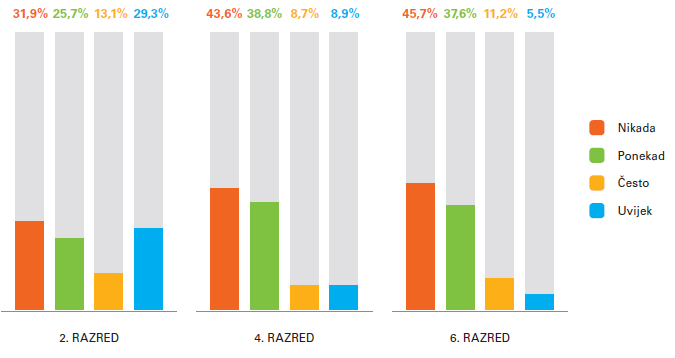 31,9% 25,7% 13,1% 29,3%
43,6% 38,8% 8,7% 8,9%
45,7% 37,6% 11,2% 5,5%
Nikada
Ponekad
Često
Uvijek
2. RAZRED
4. RAZRED
6. RAZRED